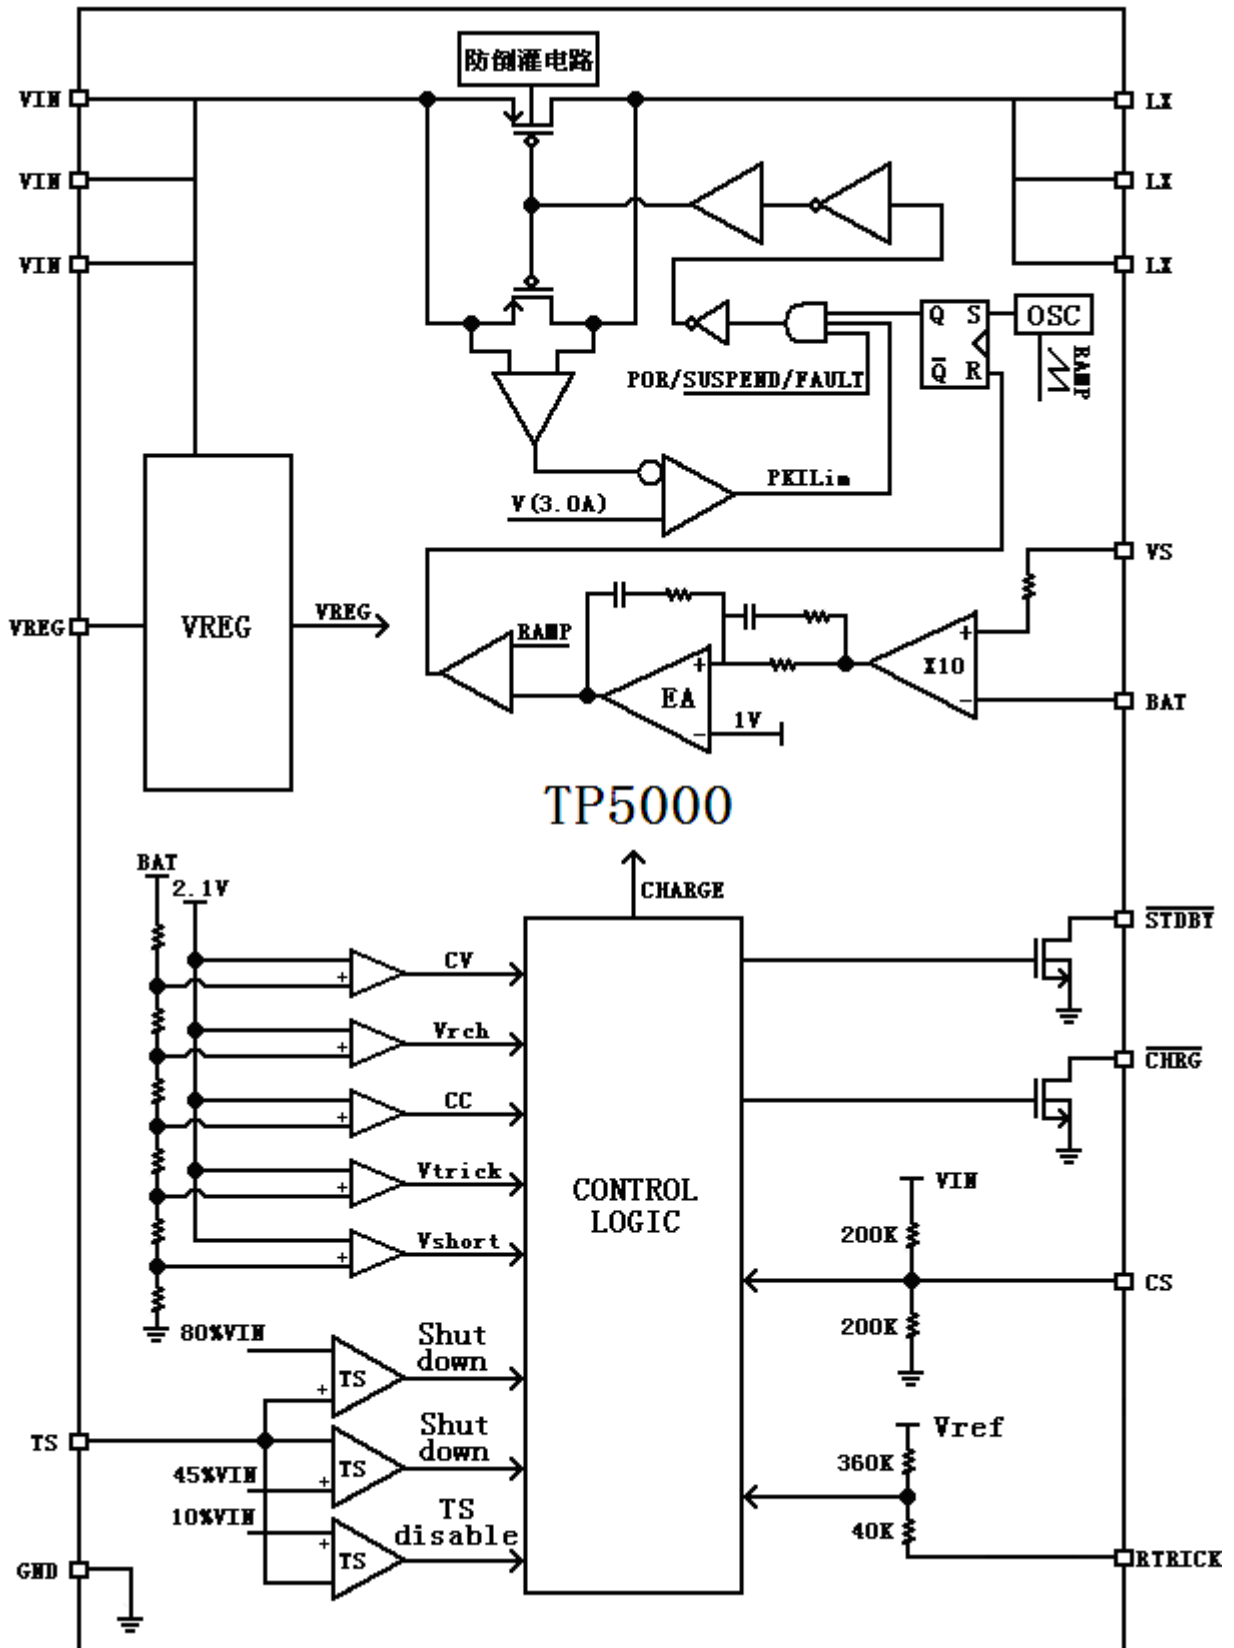 防倒灌电路
VIN
LX
VIN
LX
VIN
LX
Q
S
OSC
Q̅
R
RAMP
POR/SUSPEND/FAULT
PKILim
V(3.0A)
VS
VREG
VREG
VREG
RAMP
+
X10
-
+
EA
-
1V
BAT
TP5000
BAT
2.1V
CHARGE
STDBY
+
CV
+
Vrch
CHRG
+
CC
+
Vtrick
CONTROL
LOGIC
VIN
200K
+
Vshort
CS
200K
80%VIN
Shut
down
+
TS
Vref
TS
Shut
down
360K
45%VIN
+
TS
10%VIN
TS
disable
40K
+
TS
GND
RTRICK